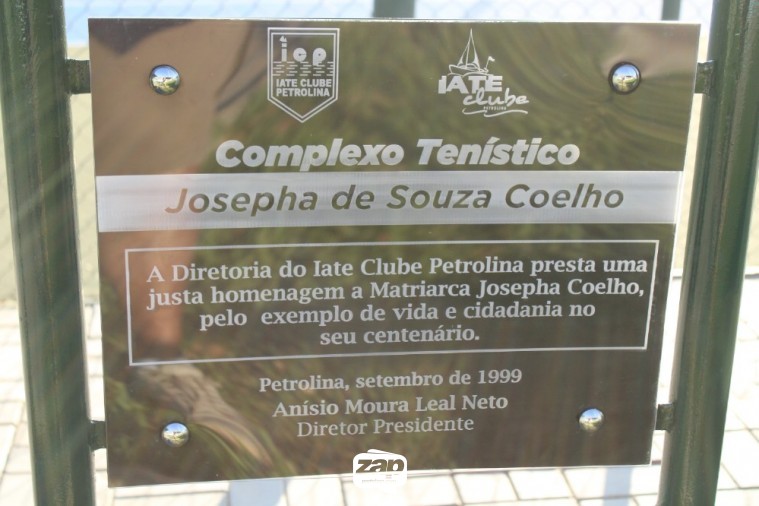 icp
IATE CLUBE
PETROLINA
IATE
clube
PETROLINA
Complexo Tenístico
Josepha de Souza Coelho
A Diretoria do Iate Clube Petrolina presta uma
justa homenagem a Matriarca Josepha Coelho,
pelo exemplo de vida e cidadania no
seu centenário.
Petrolina, setembro de 1999
Anísio Moura Leal Neto
Diretor Presidente
zap